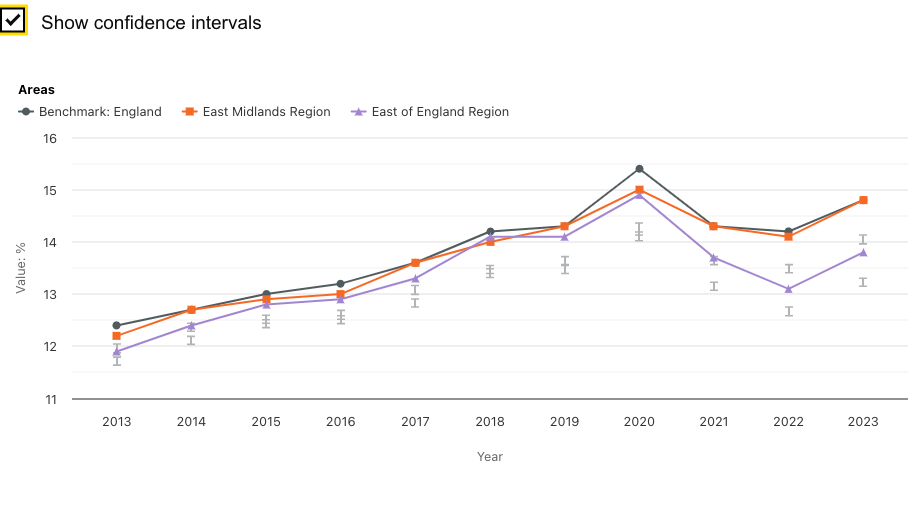 Show confidence intervals
Areas
Benchmark: England East Midlands Region East of England Region
16
15
14
13
12
11
Value: %
2013 2014 2015 2016 2017 2018 2019 2020 2021 2022 2023
Year